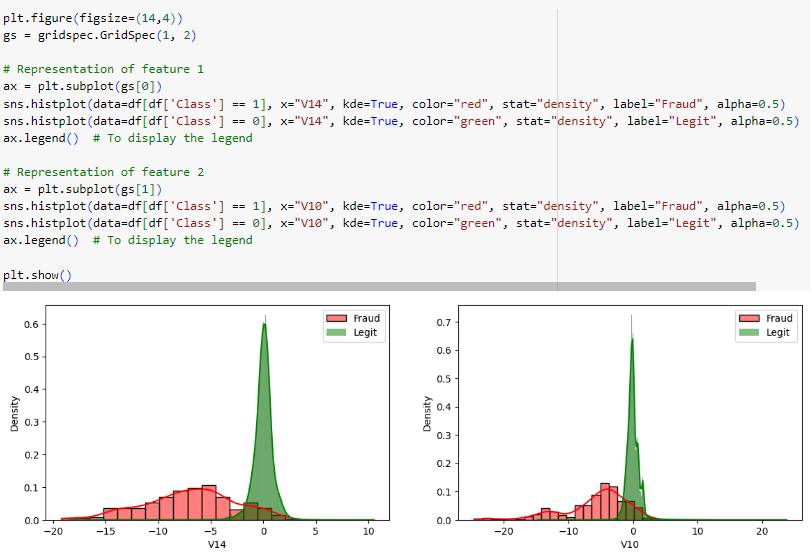 plt.figure(figsize=(14,4))
gs = gridspec.GridSpec(1, 2)
# Representation of feature 1
ax = plt.subplot(gs[0])
sns.histplot(data=df[df['Class'] == 1], x="V14", kde=True, color="red", stat="density", label="Fraud", alpha=0.5)
sns.histplot(data=df[df['Class'] == 0], x="V14", kde=True, color="green", stat="density", label="Legit", alpha=0.5)
ax.legend()  # To display the legend
# Representation of feature 2
ax = plt.subplot(gs[1])
sns.histplot(data=df[df['Class'] == 1], x="V10", kde=True, color="red", stat="density", label="Fraud", alpha=0.5)
sns.histplot(data=df[df['Class'] == 0], x="V10", kde=True, color="green", stat="density", label="Legit", alpha=0.5)
ax.legend()  # To display the legend
plt.show()
Fraud
Legit
0.6
0.5
0.4
0.3
0.2
0.1
0.0
Density
−20 −15 −10 −5 0 5 10
V14
Fraud
Legit
0.7
0.6
0.5
0.4
0.3
0.2
0.1
0.0
Density
−20 −10 0 10 20
V10